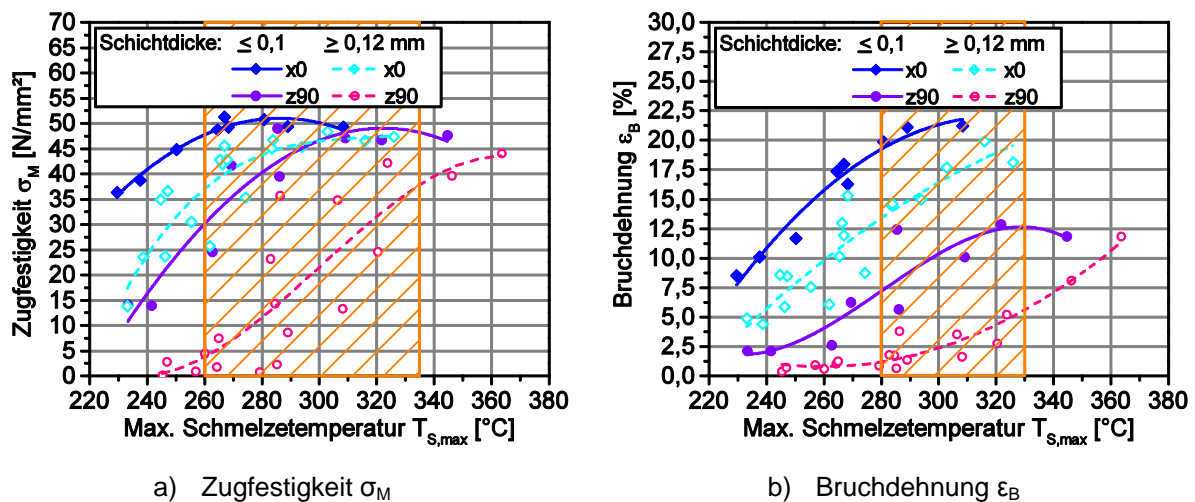 Zugfestigkeit σM [N/mm²]
70
65
60
55
50
45
40
35
30
25
20
15
10
5
0
Schichtdicke: ≤ 0,1 ≥ 0,12 mm
x0 x0
z90 z90
220 240 260 280 300 320 340 360 380
Max. Schmelzetemperatur TS,max [°C]
a) Zugfestigkeit σM
Bruchdehnung εB [%]
30,0
27,5
25,0
22,5
20,0
17,5
15,0
12,5
10,0
7,5
5,0
2,5
0,0
Schichtdicke: ≤ 0,1 ≥ 0,12 mm
x0 x0
z90 z90
220 240 260 280 300 320 340 360 380
Max. Schmelzetemperatur TS,max [°C]
b) Bruchdehnung εB